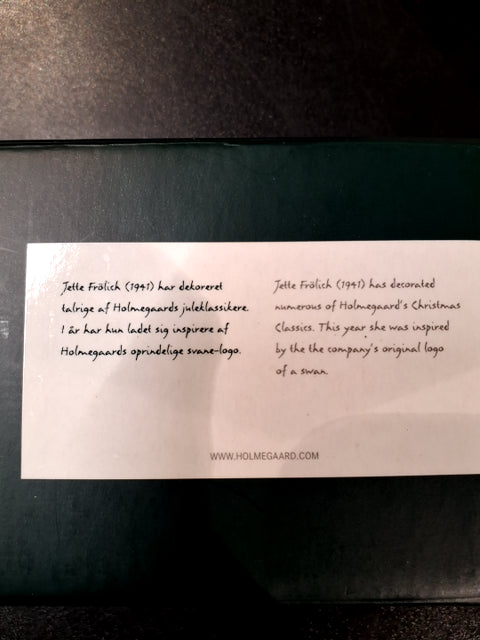 Jette Frölich (1941) har dekoreret
talrige af Holmegaards juleklassikere.
I år har hun ladet sig inspirere af
Holmegaards oprindelige svane-logo.
Jette Frölich (1941) has decorated
numerous of Holmegaard's Christmas
Classics. This year she was inspired
by the the company's original logo
of a swan.
WWW.HOLMEGAARD.COM